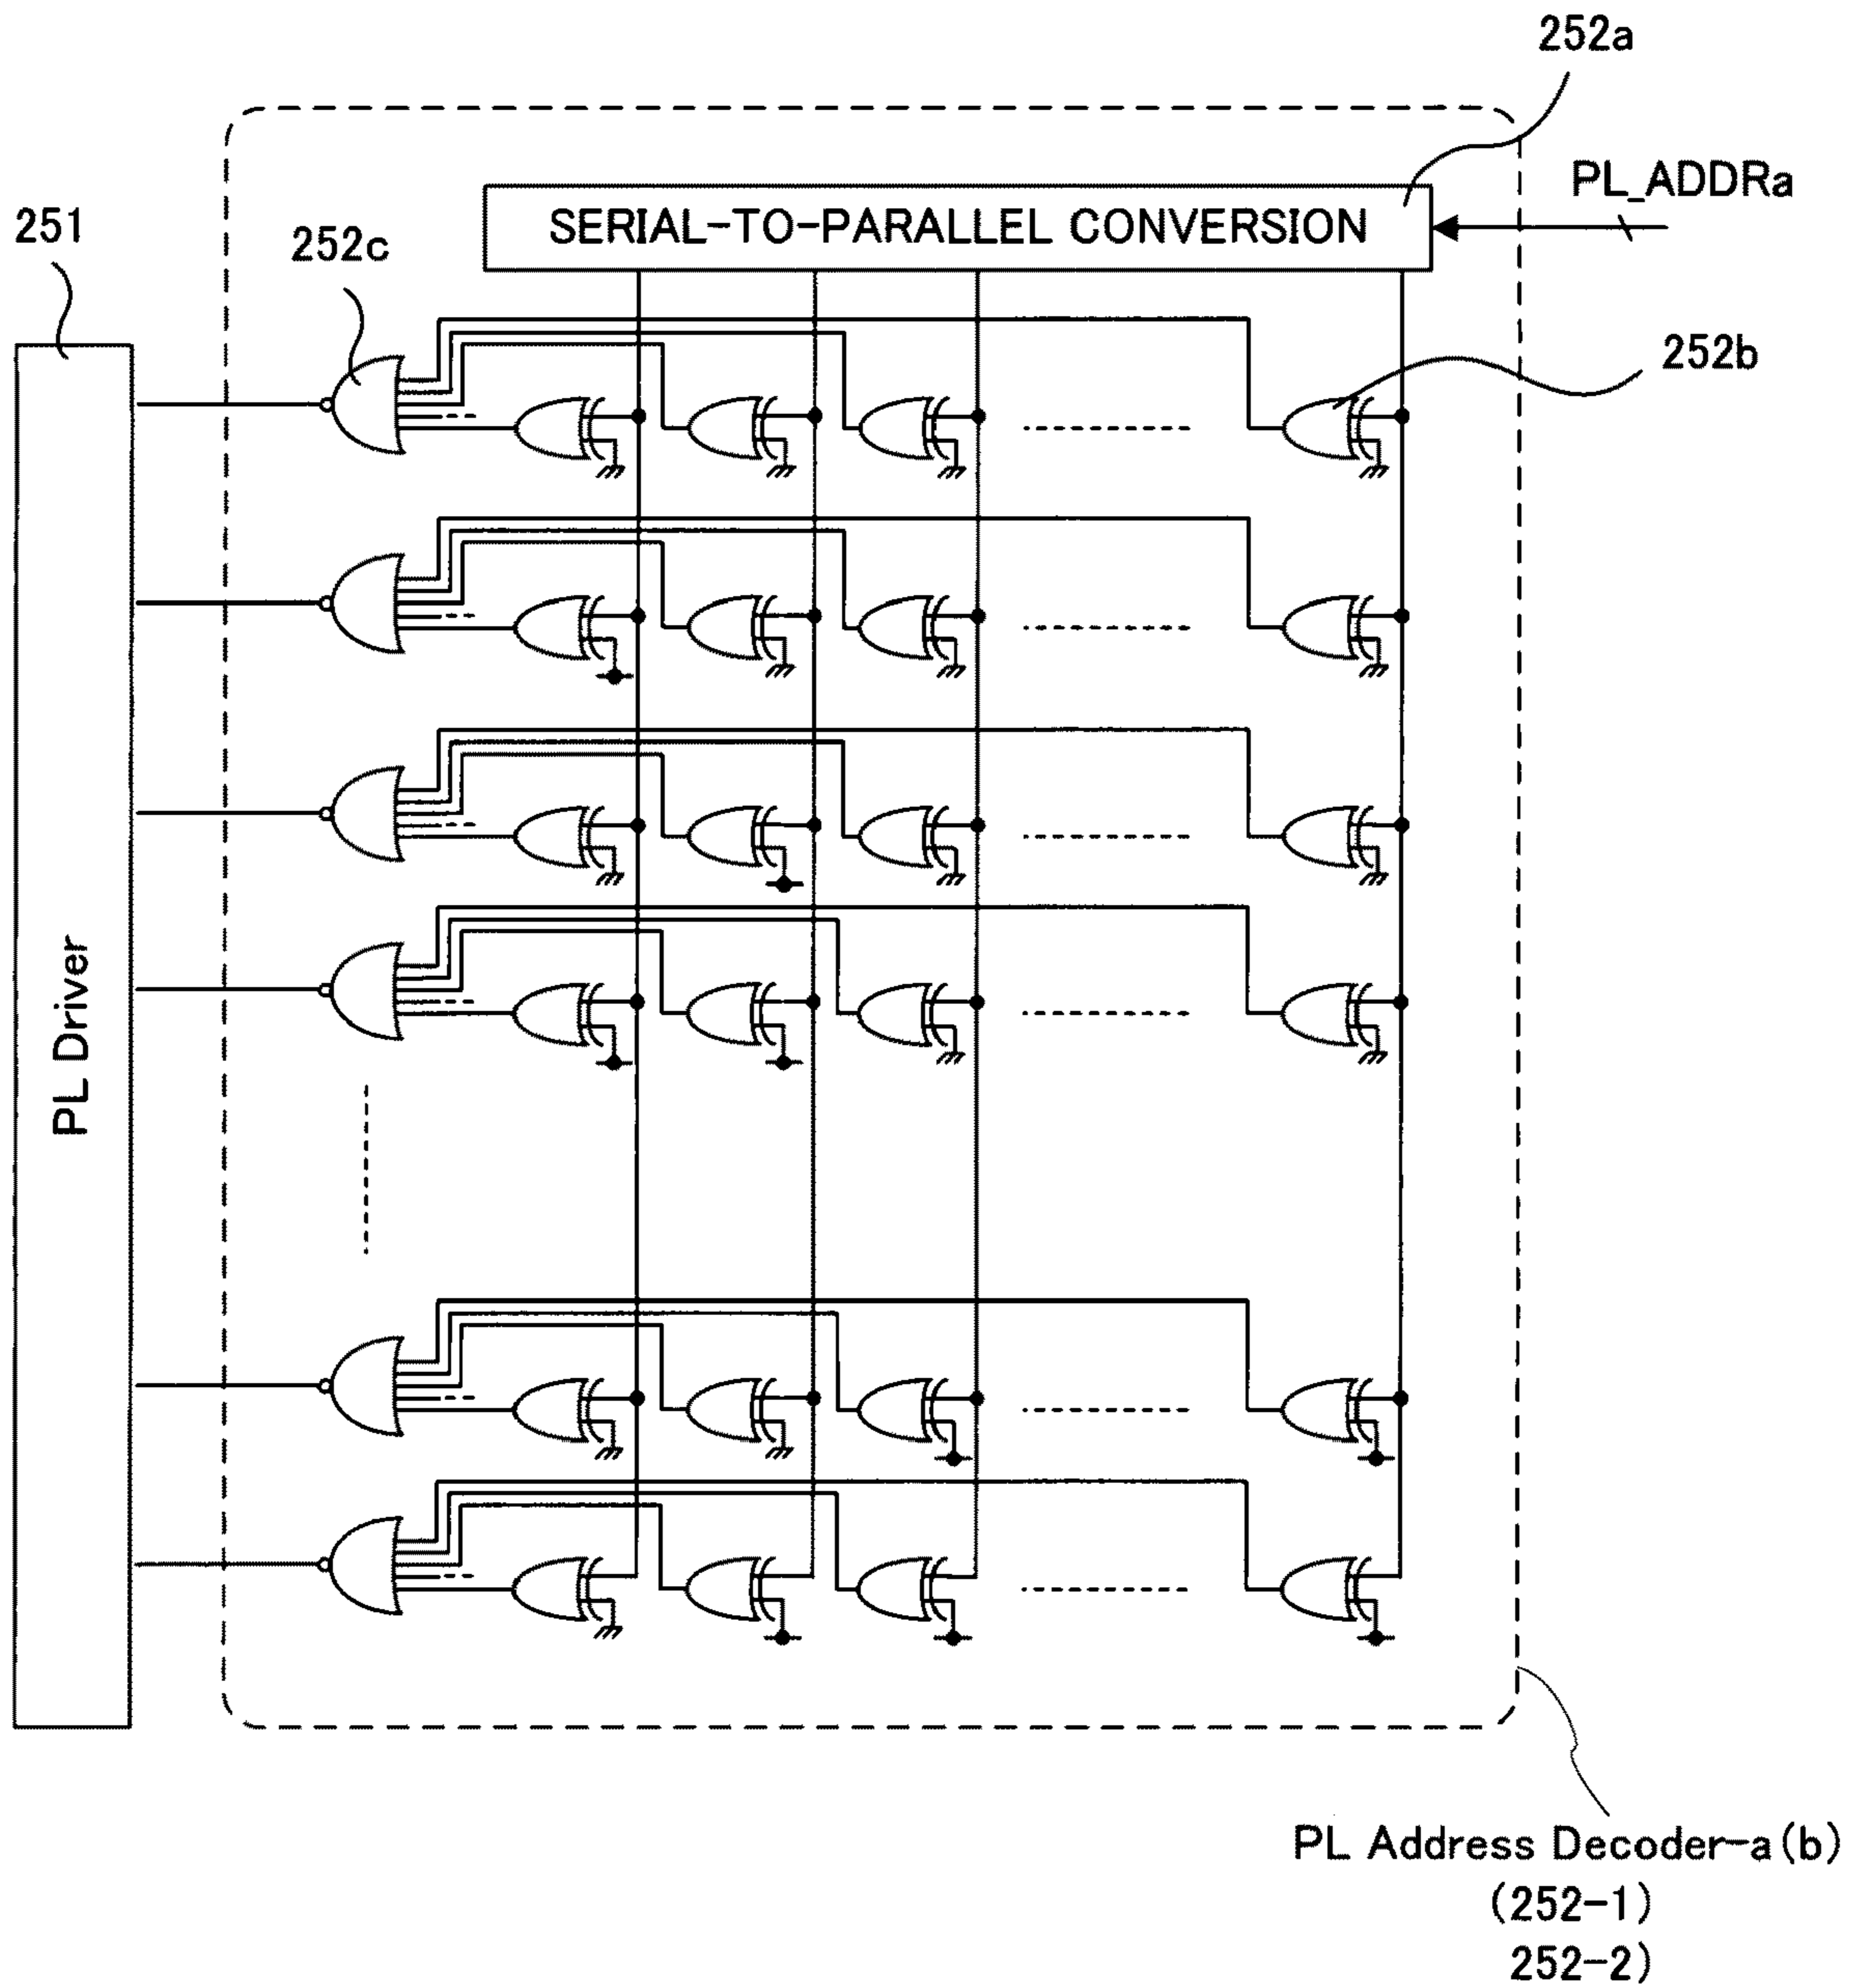 252a
PL_ADDRa
SERIAL-TO-PARALLEL CONVERSION
251
252c
252b
PL Driver
PL Address Decoder-a(b)
(252-1)
252-2)